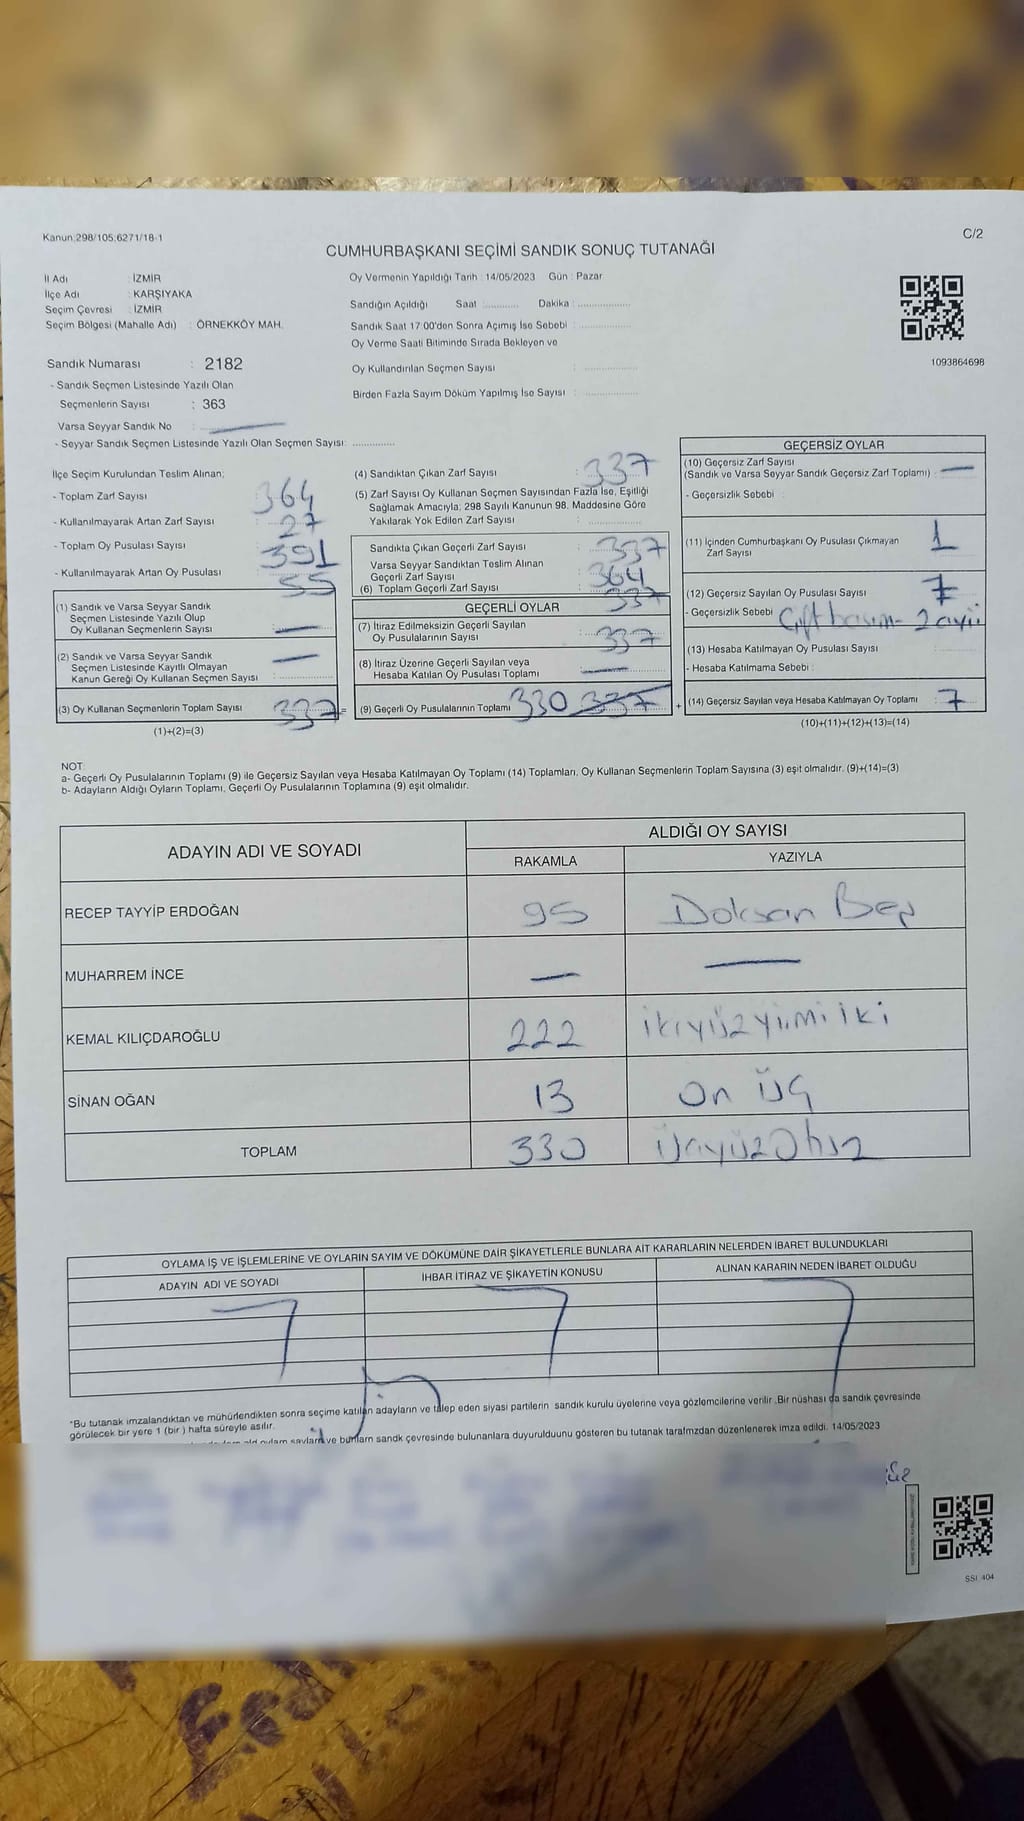 Kanun:298/105;6271/18-1
C/2
CUMHURBAŞKANI SEÇİMİ SANDIK SONUÇ TUTANAĞI
İl Adı : İZMİR
İlçe Adı : KARŞIYAKA
Seçim Çevresi : İZMİR
Seçim Bölgesi (Mahalle Adı) : ÖRNEKKÖY MAH.
Oy Vermenin Yapıldığı Tarih : 14/05/2023 Gün : Pazar
Sandığın Açıldığı Saat ........... Dakika : ................
Sandık Saat 17:00'den Sonra Açımış İse Sebebi : ................
Oy Verme Saati Bitiminde Sırada Bekleyen ve
Oy Kullandırılan Seçmen Sayısı : ................
Birden Fazla Sayım Döküm Yapılmış İse Sayısı : ................
1093864698
Sandık Numarası : 2182
- Sandık Seçmen Listesinde Yazılı Olan
Seçmenlerin Sayısı : 363
Varsa Seyyar Sandık No : —
- Seyyar Sandık Seçmen Listesinde Yazılı Olan Seçmen Sayısı: .............
İlçe Seçim Kurulundan Teslim Alınan;
- Toplam Zarf Sayısı : 364
- Kullanılmayarak Artan Zarf Sayısı : 27
- Toplam Oy Pusulası Sayısı : 391
- Kullanılmayarak Artan Oy Pusulası : 55
(1) Sandık ve Varsa Seyyar Sandık
Seçmen Listesinde Yazılı Olup
Oy Kullanan Seçmenlerin Sayısı : —
(2) Sandık ve Varsa Seyyar Sandık
Seçmen Listesinde Kayıtlı Olmayan
Kanun Gereği Oy Kullanan Seçmen Sayısı : —
(3) Oy Kullanan Seçmenlerin Toplam Sayısı : 337 =
(1)+(2)=(3)
(4) Sandıktan Çıkan Zarf Sayısı : 337
(5) Zarf Sayısı Oy Kullanan Seçmen Sayısından Fazla İse, Eşitliği
Sağlamak Amacıyla; 298 Sayılı Kanunun 98. Maddesine Göre
Yakılarak Yok Edilen Zarf Sayısı : ................
Sandıkta Çıkan Geçerli Zarf Sayısı : 337
Varsa Seyyar Sandıktan Teslim Alınan
Geçerli Zarf Sayısı : 364
(6) Toplam Geçerli Zarf Sayısı : 337
GEÇERLİ OYLAR
(7) İtiraz Edilmeksizin Geçerli Sayılan
Oy Pusulalarının Sayısı : 337
(8) İtiraz Üzerine Geçerli Sayılan veya
Hesaba Katılan Oy Pusulası Toplamı : —
(9) Geçerli Oy Pusulalarının Toplamı : 330 337 +
GEÇERSİZ OYLAR
(10) Geçersiz Zarf Sayısı
(Sandık ve Varsa Seyyar Sandık Geçersiz Zarf Toplamı) : —
- Geçersizlik Sebebi :
(11) İçinden Cumhurbaşkanı Oy Pusulası Çıkmayan
Zarf Sayısı : 1
(12) Geçersiz Sayılan Oy Pusulası Sayısı : 7
- Geçersizlik Sebebi : Çift basım-
(13) Hesaba Katılmayan Oy Pusulası Sayısı :
- Hesaba Katılmama Sebebi :
(14) Geçersiz Sayılan veya Hesaba Katılmayan Oy Toplamı : 7
(10)+(11)+(12)+(13)=(14)
NOT:
a- Geçerli Oy Pusulalarının Toplamı (9) ile Geçersiz Sayılan veya Hesaba Katılmayan Oy Toplamı (14) Toplamları, Oy Kullanan Seçmenlerin Toplam Sayısına (3) eşit olmalıdır. (9)+(14)=(3)
b- Adayların Aldığı Oyların Toplamı, Geçerli Oy Pusulalarının Toplamına (9) eşit olmalıdır.
ADAYIN ADI VE SOYADI
ALDIĞI OY SAYISI
RAKAMLA YAZIYLA
RECEP TAYYİP ERDOĞAN 95 Doksan Beş
MUHARREM İNCE — —
KEMAL KILIÇDAROĞLU 222 ikiyüz yirmi iki
SİNAN OĞAN 13 On üç
TOPLAM 330 Üçyüz Otuz
OYLAMA İŞ VE İŞLEMLERİNE VE OYLARIN SAYIM VE DÖKÜMÜNE DAİR ŞİKAYETLERLE BUNLARA AİT KARARLARIN NELERDEN İBARET BULUNDUKLARI
ADAYIN ADI VE SOYADI İHBAR İTİRAZ VE ŞİKAYETİN KONUSU ALINAN KARARIN NEDEN İBARET OLDUĞU
*Bu tutanak imzalandıktan ve mühürlendikten sonra seçime katılan adayların ve talep eden siyasi partilerin sandık kurulu üyelerine veya gözlemcilerine verilir .Bir nüshası da sandık çevresinde
görülecek bir yere 1 (bir) hafta süreyle asılır.
ve bunların sandk çevresinde bulunanlara duyurulduunu gösteren bu tutanak tarafmzdan düzenlenerek imza edildi. 14/05/2023
SSI: 404